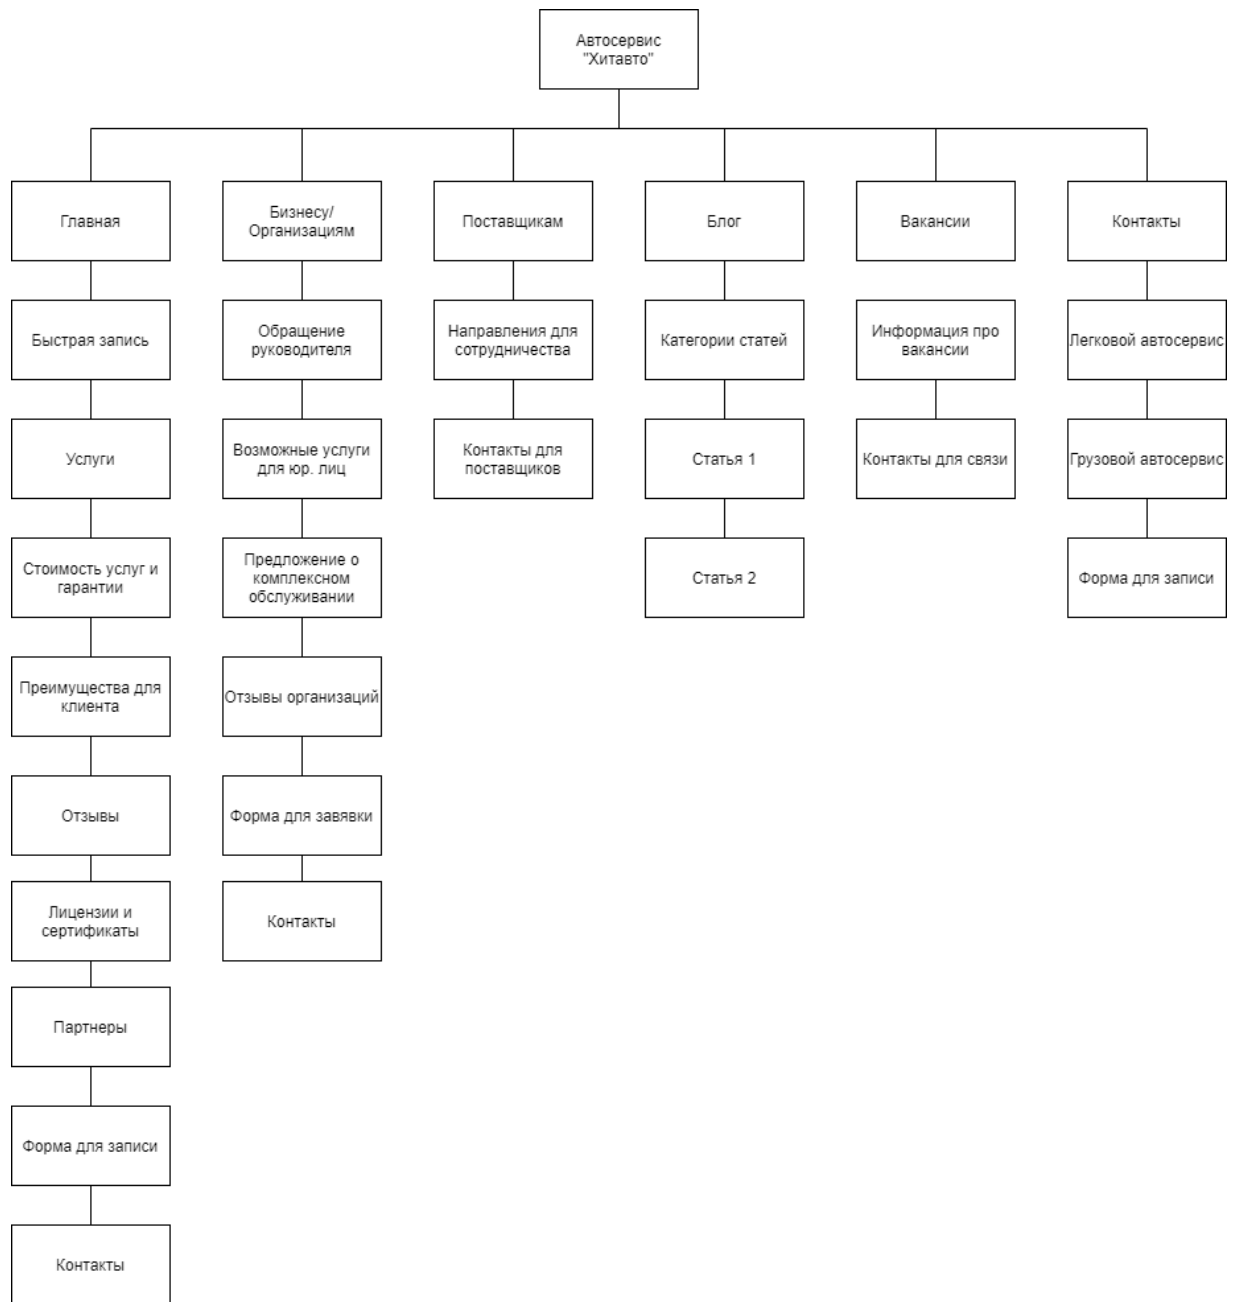 Автосервис
"Хитавто"
Главная
Бизнесу/
Организациям
Поставщикам
Блог
Вакансии
Контакты
Быстрая запись
Обращение
руководителя
Направления для
сотрудничества
Категории статей
Информация про
вакансии
Легковой автосервис
Услуги
Возможные услуги
для юр. лиц
Контакты для
поставщиков
Статья 1
Контакты для связи
Грузовой автосервис
Стоимость услуг и
гарантии
Предложение о
комплексном
обслуживании
Статья 2
Форма для записи
Преимущества для
клиента
Отзывы организаций
Отзывы
Форма для завявки
Лицензии и
сертификаты
Контакты
Партнеры
Форма для записи
Контакты